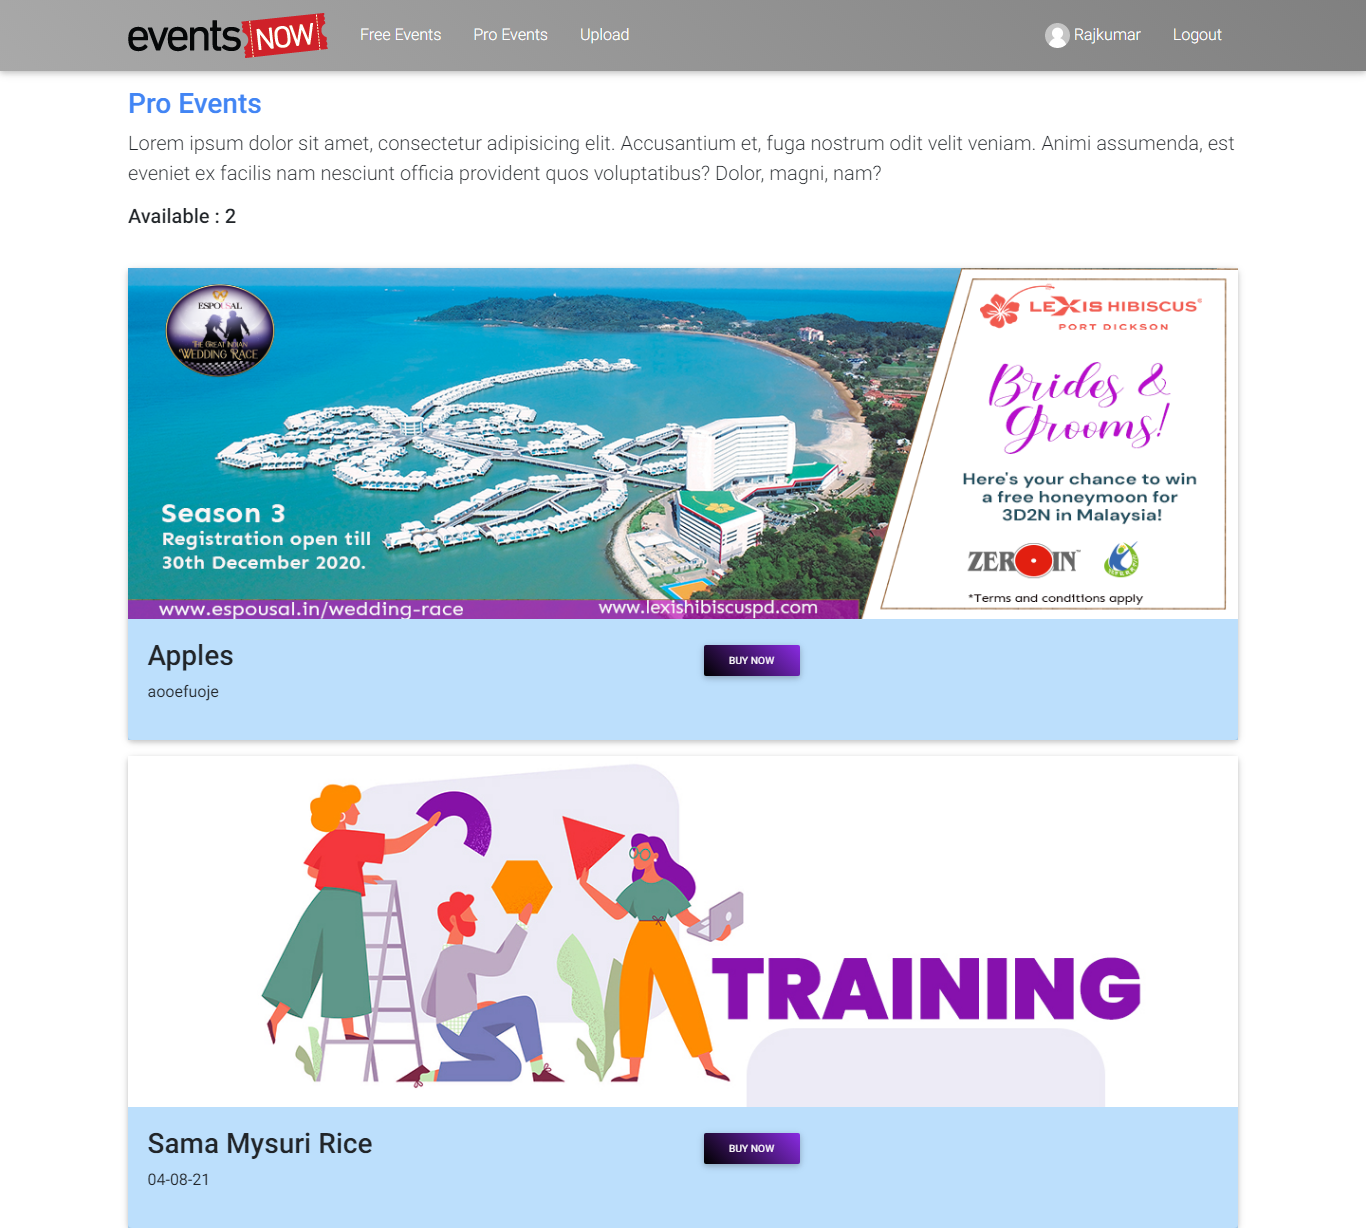 events NOW
Free Events
Pro Events
Upload
Rajkumar
Logout
Pro Events
Lorem ipsum dolor sit amet, consectetur adipisicing elit. Accusantium et, fuga nostrum odit velit veniam. Animi assumenda, est
eveniet ex facilis nam nesciunt officia provident quos voluptatibus? Dolor, magni, nam?
Available : 2
ESPOUSAL
THE GREAT INDIAN
WEDDING RACE
Season 3
Registration open till
30th December 2020.
www.espousal.in/wedding-race
www.lexishibiscuspd.com
LEXIS HIBISCUS®
PORT DICKSON
Brides &
Grooms!
Here's your chance to win
a free honeymoon for
3D2N in Malaysia!
ZEROIN™
*Terms and conditions apply
Apples
BUY NOW
aooefuoje
TRAINING
Sama Mysuri Rice
BUY NOW
04-08-21